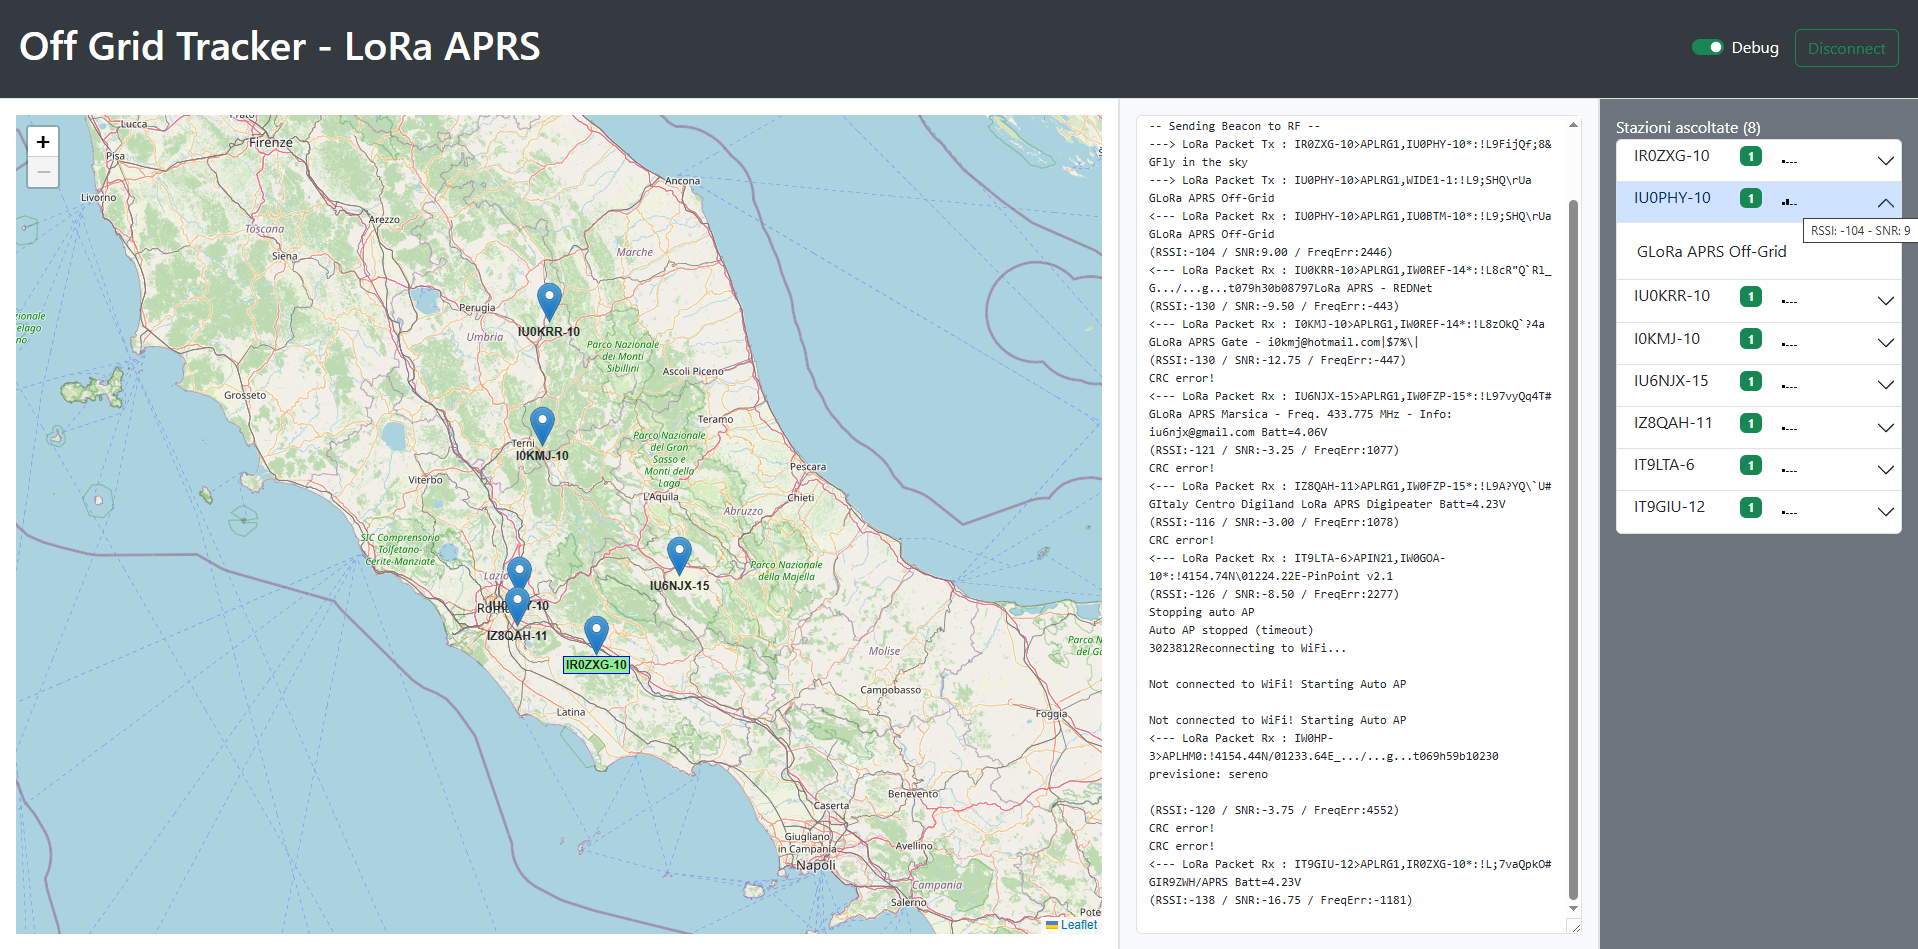 Off Grid Tracker - LoRa APRS
Debug
Disconnect
+
−
Prato
Lucca
Firenze
Pisa
Livorno
Arezzo
Toscana
Siena
Ancona
Marche
Perugia
Umbria
IU0KRR-10
Parco Nazionale
dei Monti
Sibillini
Ascoli Piceno
Grosseto
Teramo
Terni
I0KMJ-10
Parco Nazionale
del Gran
Sasso e
Monti della
Laga
Pescara
Viterbo
L'Aquila
Chieti
Abruzzo
SIC Comprensorio
Tolfetano-
Cerite-Manziate
Lazio
IU6NJX-15
Parco Nazionale
della Majella
Roma
IZ8QAH-11
IR0ZXG-10
Molise
Campobasso
Latina
Foggia
Benevento
Caserta
Giugliano
in Campania
Napoli
Avellino
Campania
Salerno
Leaflet
-- Sending Beacon to RF --
---> LoRa Packet Tx : IR0ZXG-10>APLRG1,IU0PHY-10*:!L9FijQf;8&
GFly in the sky
---> LoRa Packet Tx : IU0PHY-10>APLRG1,WIDE1-1:!L9;SHQ\rUa
GLoRa APRS Off-Grid
<--- LoRa Packet Rx : IU0PHY-10>APLRG1,IU0BTM-10*:!L9;SHQ\rUa
GLoRa APRS Off-Grid
(RSSI:-104 / SNR:9.00 / FreqErr:2446)
<--- LoRa Packet Rx : IU0KRR-10>APLRG1,IW0REF-14*:!L8cR"Q`Rl_
G.../...g...t079h30b08797LoRa APRS - REDNet
(RSSI:-130 / SNR:-9.50 / FreqErr:-443)
<--- LoRa Packet Rx : I0KMJ-10>APLRG1,IW0REF-14*:!L8zOkQ`?4a
GLoRa APRS Gate - i0kmj@hotmail.com|$7%\|
(RSSI:-130 / SNR:-12.75 / FreqErr:-447)
CRC error!
<--- LoRa Packet Rx : IU6NJX-15>APLRG1,IW0FZP-15*:!L97vyQq4T#
GLoRa APRS Marsica - Freq. 433.775 MHz - Info:
iu6njx@gmail.com Batt=4.06V
(RSSI:-121 / SNR:-3.25 / FreqErr:1077)
CRC error!
<--- LoRa Packet Rx : IZ8QAH-11>APLRG1,IW0FZP-15*:!L9A?YQ\`U#
GItaly Centro Digiland LoRa APRS Digipeater Batt=4.23V
(RSSI:-116 / SNR:-3.00 / FreqErr:1078)
CRC error!
<--- LoRa Packet Rx : IT9LTA-6>APIN21,IW0GOA-
10*:!4154.74N\01224.22E-PinPoint v2.1
(RSSI:-126 / SNR:-8.50 / FreqErr:2277)
Stopping auto AP
Auto AP stopped (timeout)
3023812Reconnecting to WiFi...
Not connected to WiFi! Starting Auto AP
Not connected to WiFi! Starting Auto AP
<--- LoRa Packet Rx : IW0HP-
3>APLHM0:!4154.44N/01233.64E_.../...g...t069h59b10230
previsione: sereno
(RSSI:-120 / SNR:-3.75 / FreqErr:4552)
CRC error!
CRC error!
<--- LoRa Packet Rx : IT9GIU-12>APLRG1,IR0ZXG-10*:!L;7vaQpkO#
GIR9ZWH/APRS Batt=4.23V
(RSSI:-138 / SNR:-16.75 / FreqErr:-1181)
Stazioni ascoltate (8)
IR0ZXG-10 1
IU0PHY-10 1
RSSI: -104 - SNR: 9
GLoRa APRS Off-Grid
IU0KRR-10 1
I0KMJ-10 1
IU6NJX-15 1
IZ8QAH-11 1
IT9LTA-6 1
IT9GIU-12 1